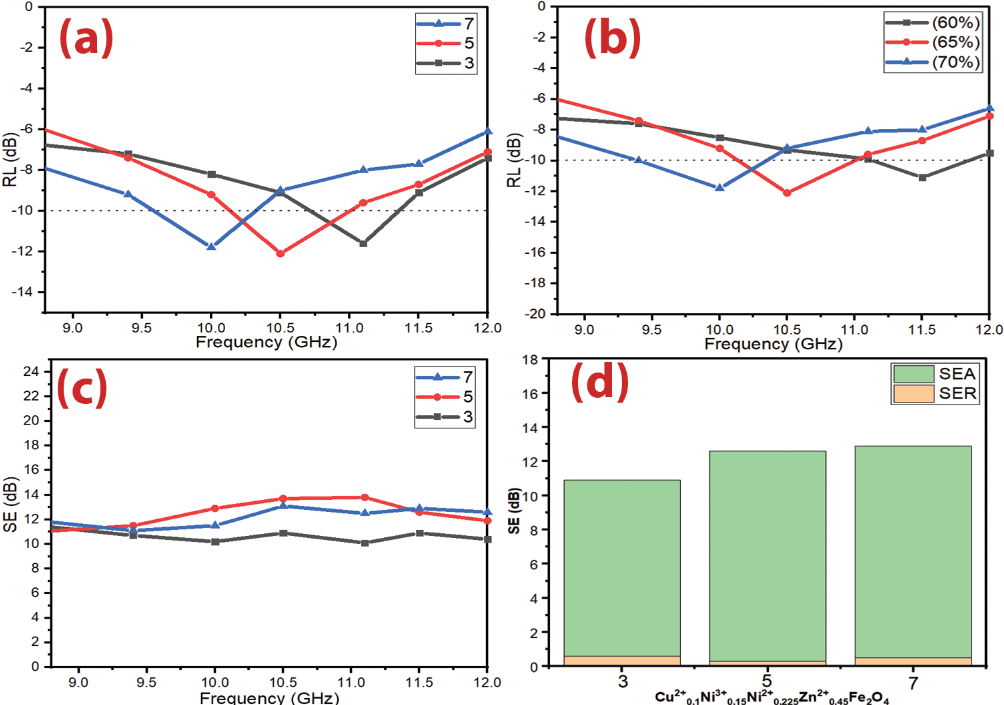 (a)
7
5
3
0
-2
-4
-6
-8
-10
-12
-14
RL (dB)
9.0 9.5 10.0 10.5 11.0 11.5 12.0
Frequency (GHz)
(b)
(60%)
(65%)
(70%)
0
-2
-4
-6
-8
-10
-12
-14
-16
-18
-20
RL (dB)
9.0 9.5 10.0 10.5 11.0 11.5 12.0
Frequency (GHz)
(c)
7
5
3
24
22
20
18
16
14
12
10
8
6
4
2
0
SE (dB)
9.0 9.5 10.0 10.5 11.0 11.5 12.0
Frequency (GHz)
(d)
SEA
SER
18
16
14
12
10
8
6
4
2
0
SE (dB)
3 5 7
Cu²⁺₀.₁Ni³⁺₀.₁₅Ni²⁺₀.₂₂₅Zn²⁺₀.₄₅Fe₂O₄